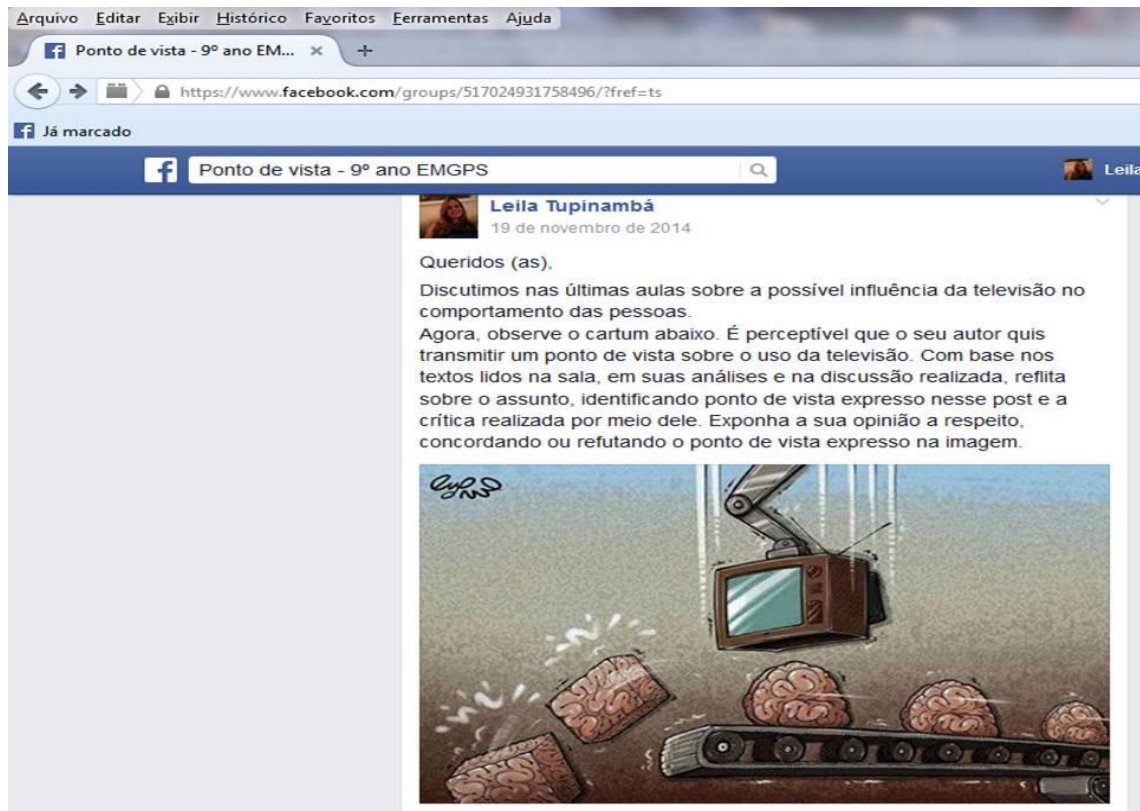 Arquivo Editar Exibir Histórico Favoritos Ferramentas Ajuda
Ponto de vista - 9º ano EM... × +
https://www.facebook.com/groups/517024931758496/?fref=ts
Já marcado
Ponto de vista - 9º ano EMGPS
Leila
Leila Tupinambá
19 de novembro de 2014
Queridos (as),
Discutimos nas últimas aulas sobre a possível influência da televisão no
comportamento das pessoas.
Agora, observe o cartum abaixo. É perceptível que o seu autor quis
transmitir um ponto de vista sobre o uso da televisão. Com base nos
textos lidos na sala, em suas análises e na discussão realizada, reflita
sobre o assunto, identificando ponto de vista expresso nesse post e a
crítica realizada por meio dele. Exponha a sua opinião a respeito,
concordando ou refutando o ponto de vista expresso na imagem.